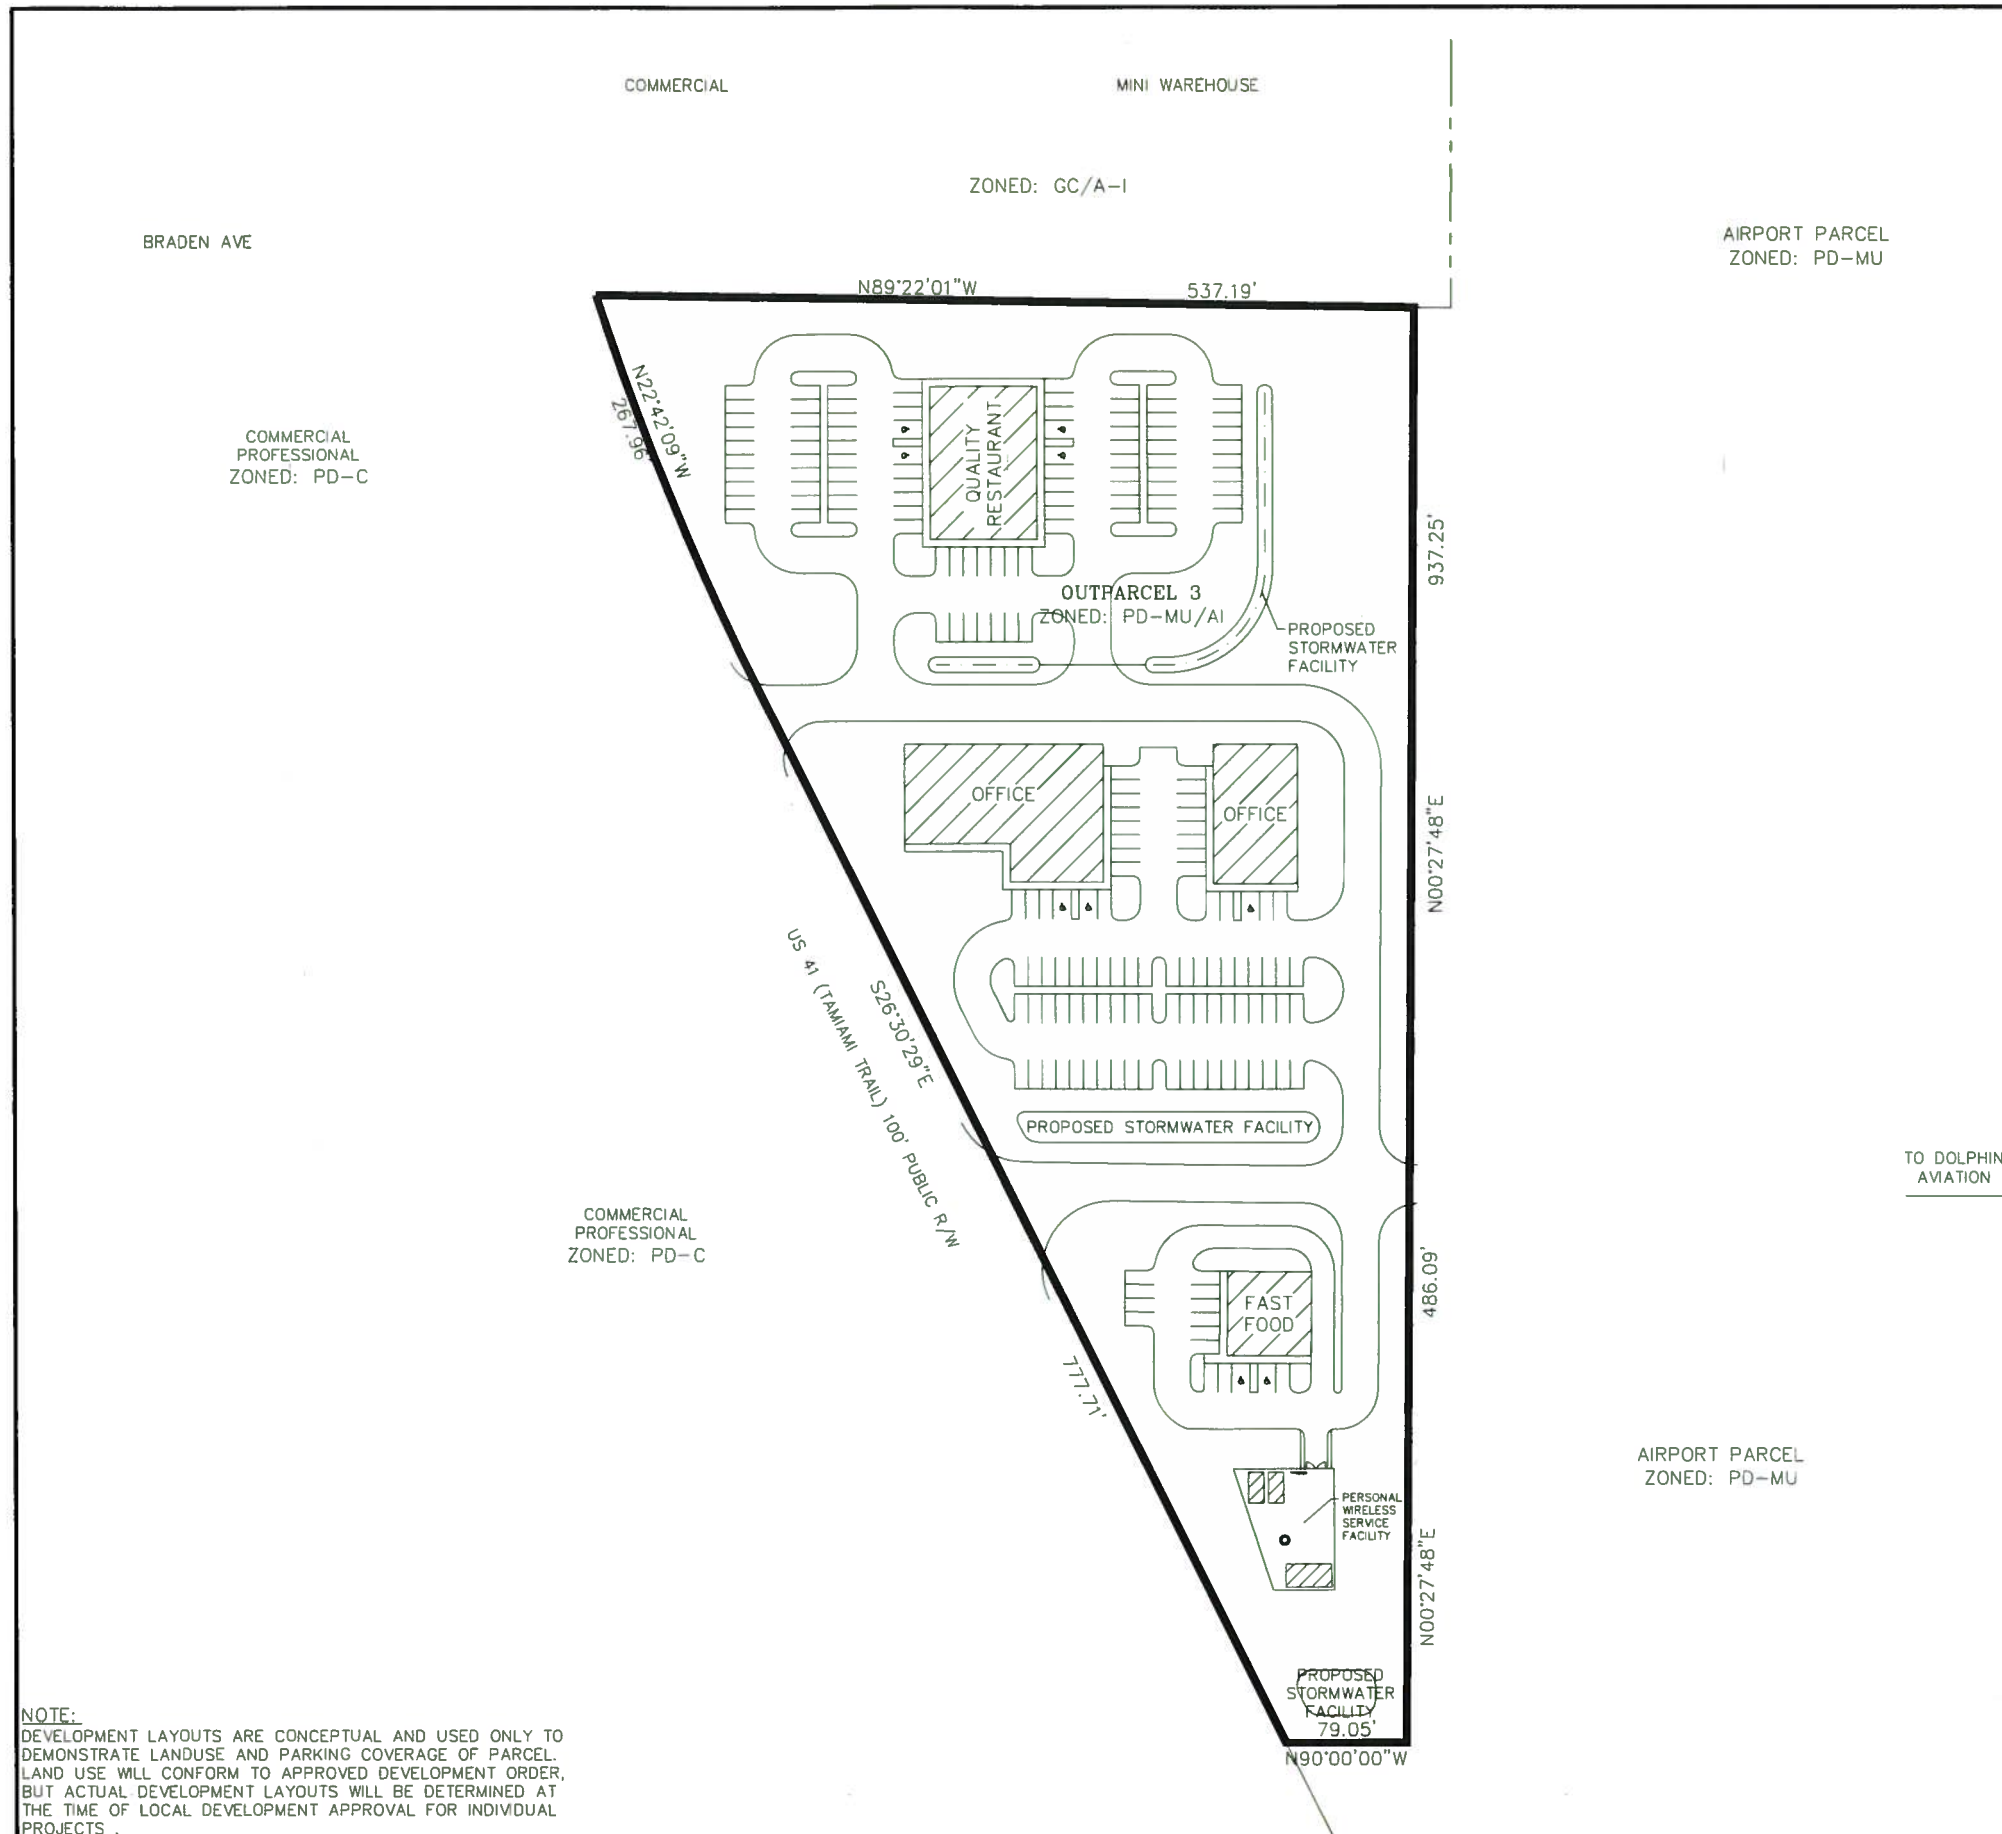 COMMERCIAL
MINI WAREHOUSE
ZONED: GC/A-I
BRADEN AVE
AIRPORT PARCEL
ZONED: PD-MU
N89°22'01"W
537.19'
N22°42'09"W
267.96'
COMMERCIAL
PROFESSIONAL
ZONED: PD-C
QUALITY
RESTAURANT
937.25'
OUTPARCEL 3
ZONED: PD-MU/AI
PROPOSED
STORMWATER
FACILITY
OFFICE
OFFICE
N00°27'48"E
US 41 (TAMIAMI TRAIL) 100' PUBLIC R/W
S26°30'29"E
PROPOSED STORMWATER FACILITY
TO DOLPHIN
AVIATION
COMMERCIAL
PROFESSIONAL
ZONED: PD-C
FAST
FOOD
486.09'
777.71'
AIRPORT PARCEL
ZONED: PD-MU
PERSONAL
WIRELESS
SERVICE
FACILITY
N00°27'48"E
PROPOSED
STORMWATER
FACILITY
79.05'
N90°00'00"W
NOTE:
DEVELOPMENT LAYOUTS ARE CONCEPTUAL AND USED ONLY TO
DEMONSTRATE LANDUSE AND PARKING COVERAGE OF PARCEL.
LAND USE WILL CONFORM TO APPROVED DEVELOPMENT ORDER,
BUT ACTUAL DEVELOPMENT LAYOUTS WILL BE DETERMINED AT
THE TIME OF LOCAL DEVELOPMENT APPROVAL FOR INDIVIDUAL
PROJECTS .